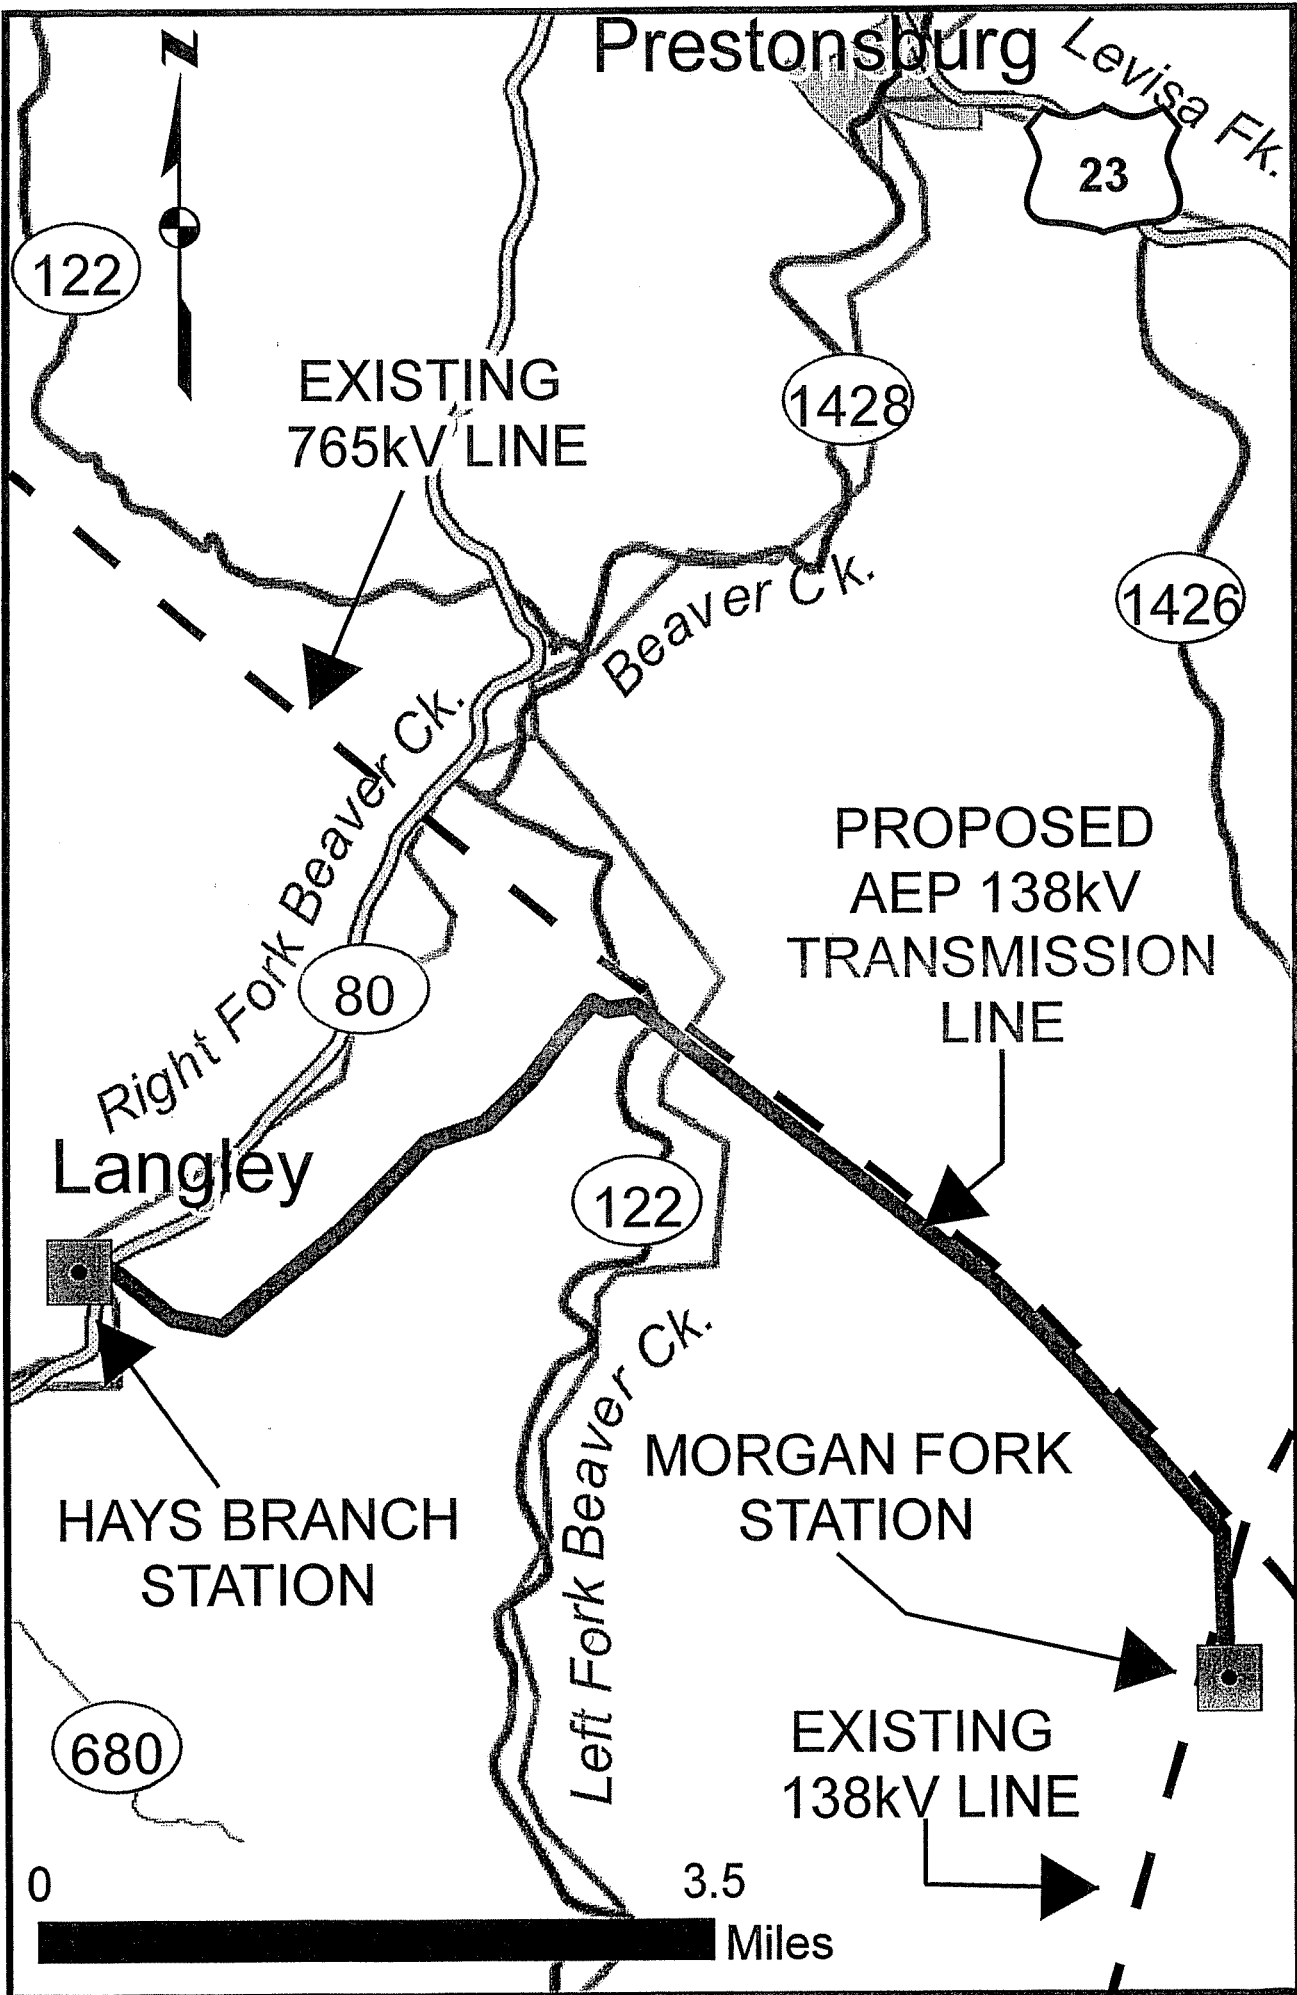 Prestonsburg
Levisa Fk.
N
23
122
EXISTING
765kV LINE
1428
Beaver Ck.
1426
Right Fork Beaver Ck.
PROPOSED
AEP 138kV
TRANSMISSION
LINE
80
Langley
122
Left Fork Beaver Ck.
MORGAN FORK
STATION
HAYS BRANCH
STATION
680
EXISTING
138kV LINE
0
3.5
Miles